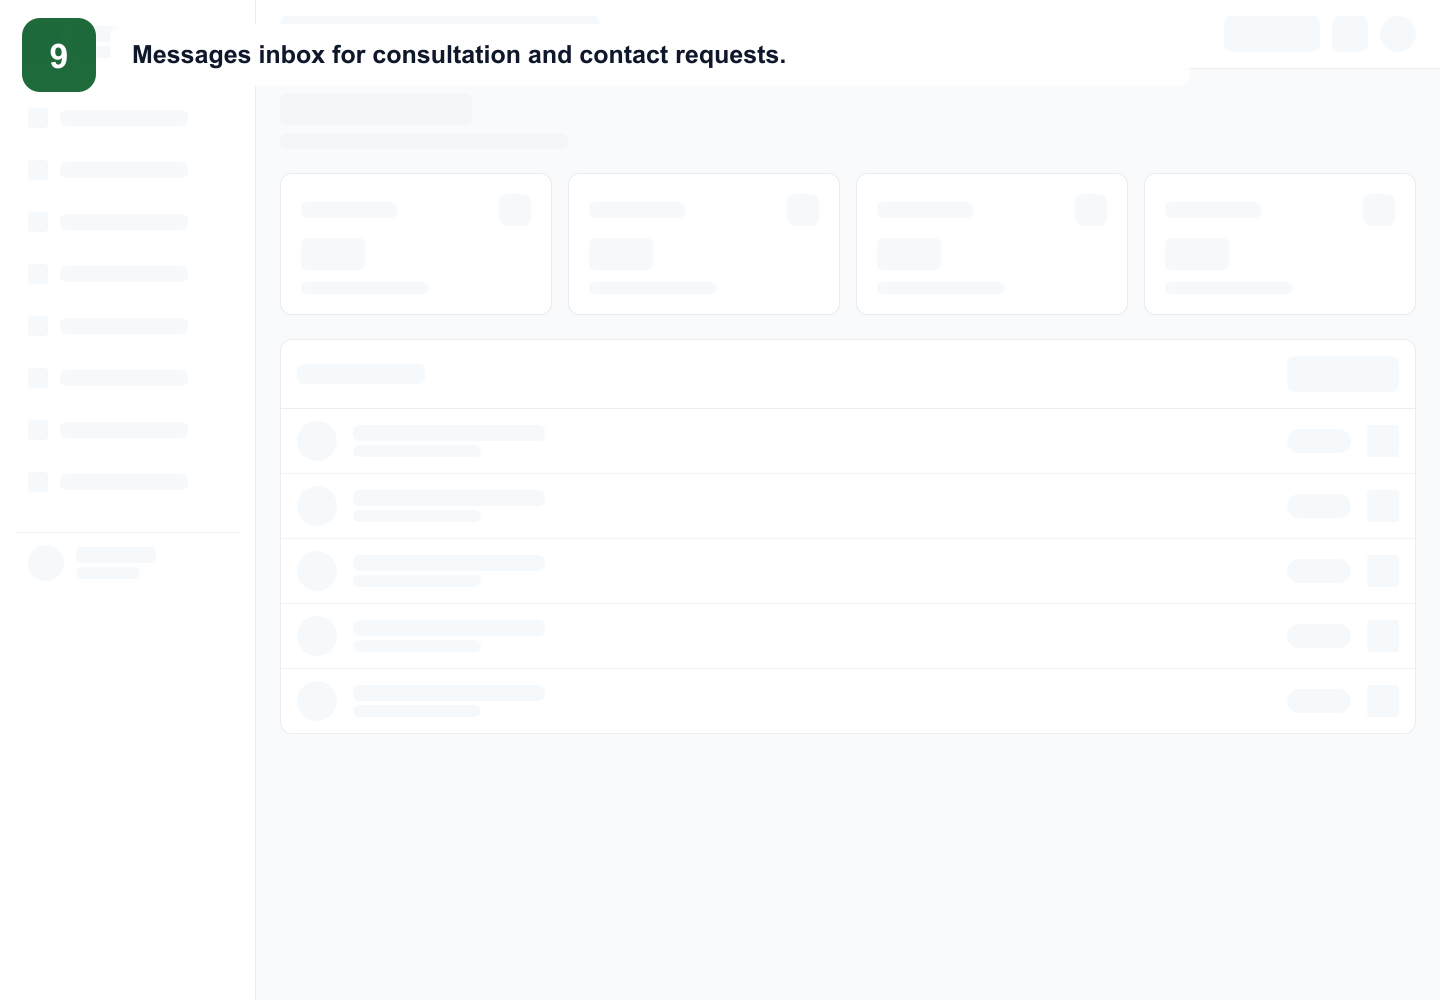 9
Messages inbox for consultation and contact requests.